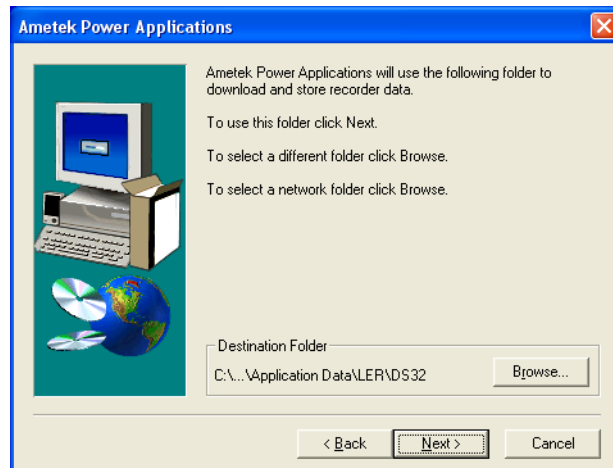 Ametek Power Applications
Ametek Power Applications will use the following folder to
download and store recorder data.
To use this folder click Next.
To select a different folder click Browse.
To select a network folder click Browse.
Destination Folder
C:\...\Application Data\LER\DS32
Browse...
< Back
Next >
Cancel